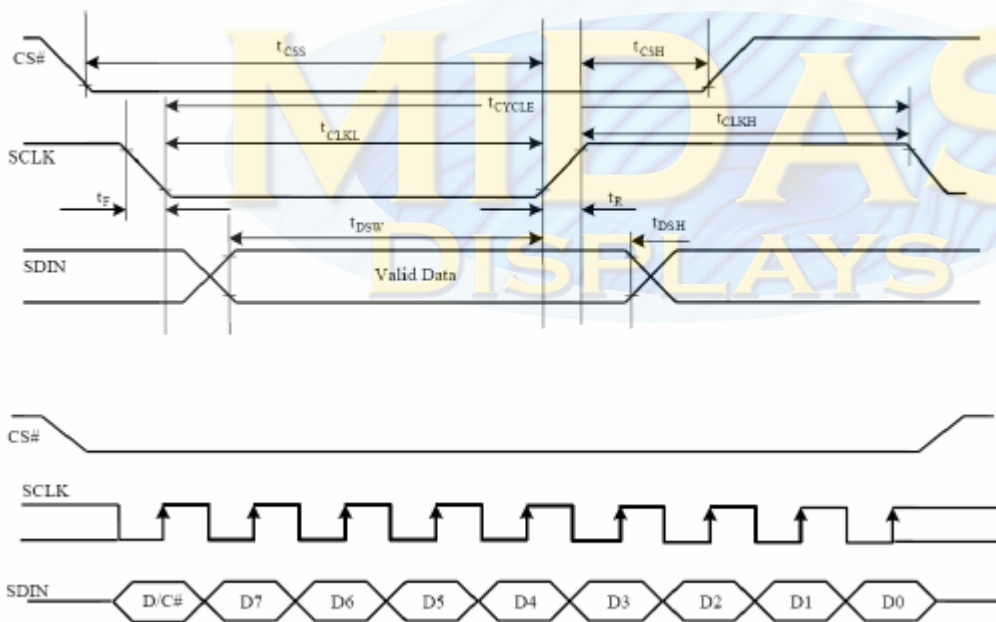 MIDAS
DISPLAYS
CS#
tCSS
tCSH
tCYCLE
tCLKL
tCLKH
SCLK
tF
tR
tDSW
tDSH
SDIN
Valid Data
CS#
SCLK
SDIN
D/C# D7 D6 D5 D4 D3 D2 D1 D0